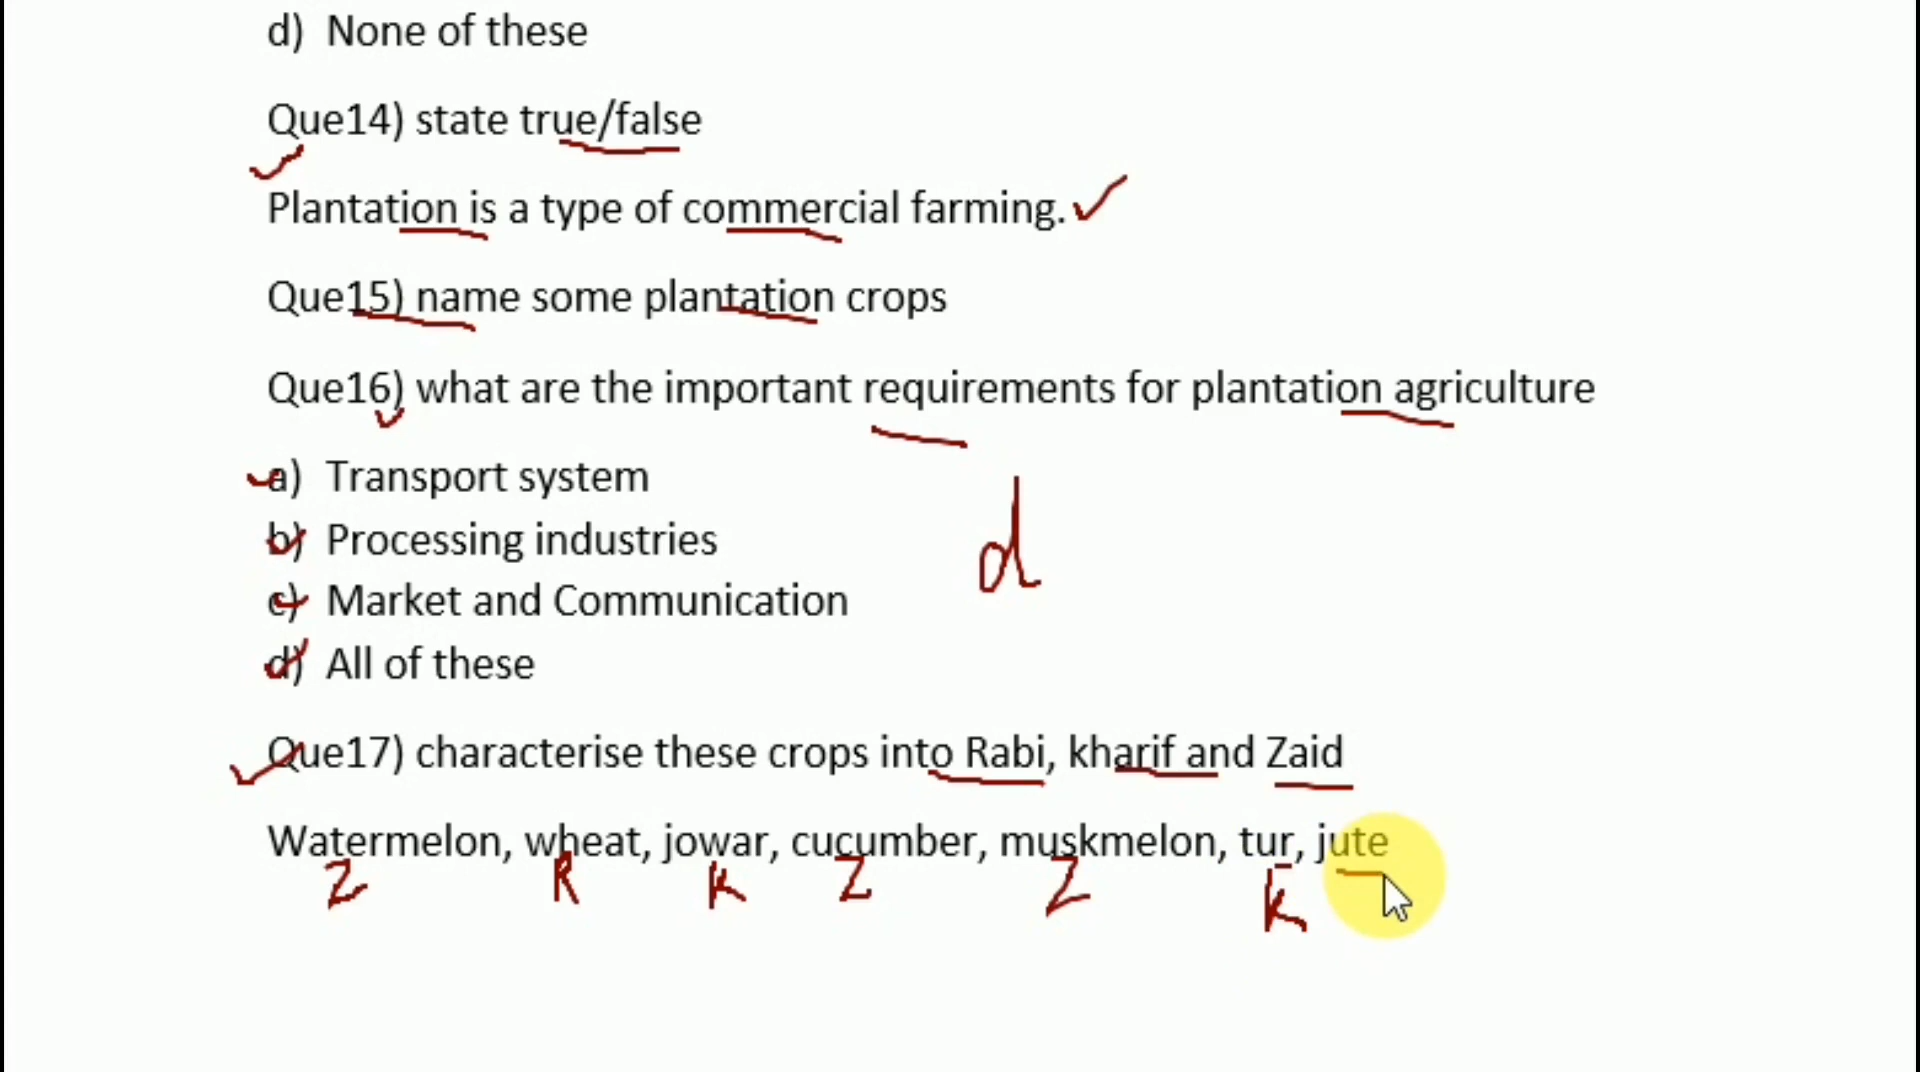 d) None of these
Que14) state true/false
Plantation is a type of commercial farming.
Que15) name some plantation crops
Que16) what are the important requirements for plantation agriculture
a) Transport system
b) Processing industries
c) Market and Communication
d) All of these
d
Que17) characterise these crops into Rabi, kharif and Zaid
Watermelon, wheat, jowar, cucumber, muskmelon, tur, jute
Z R K Z Z K